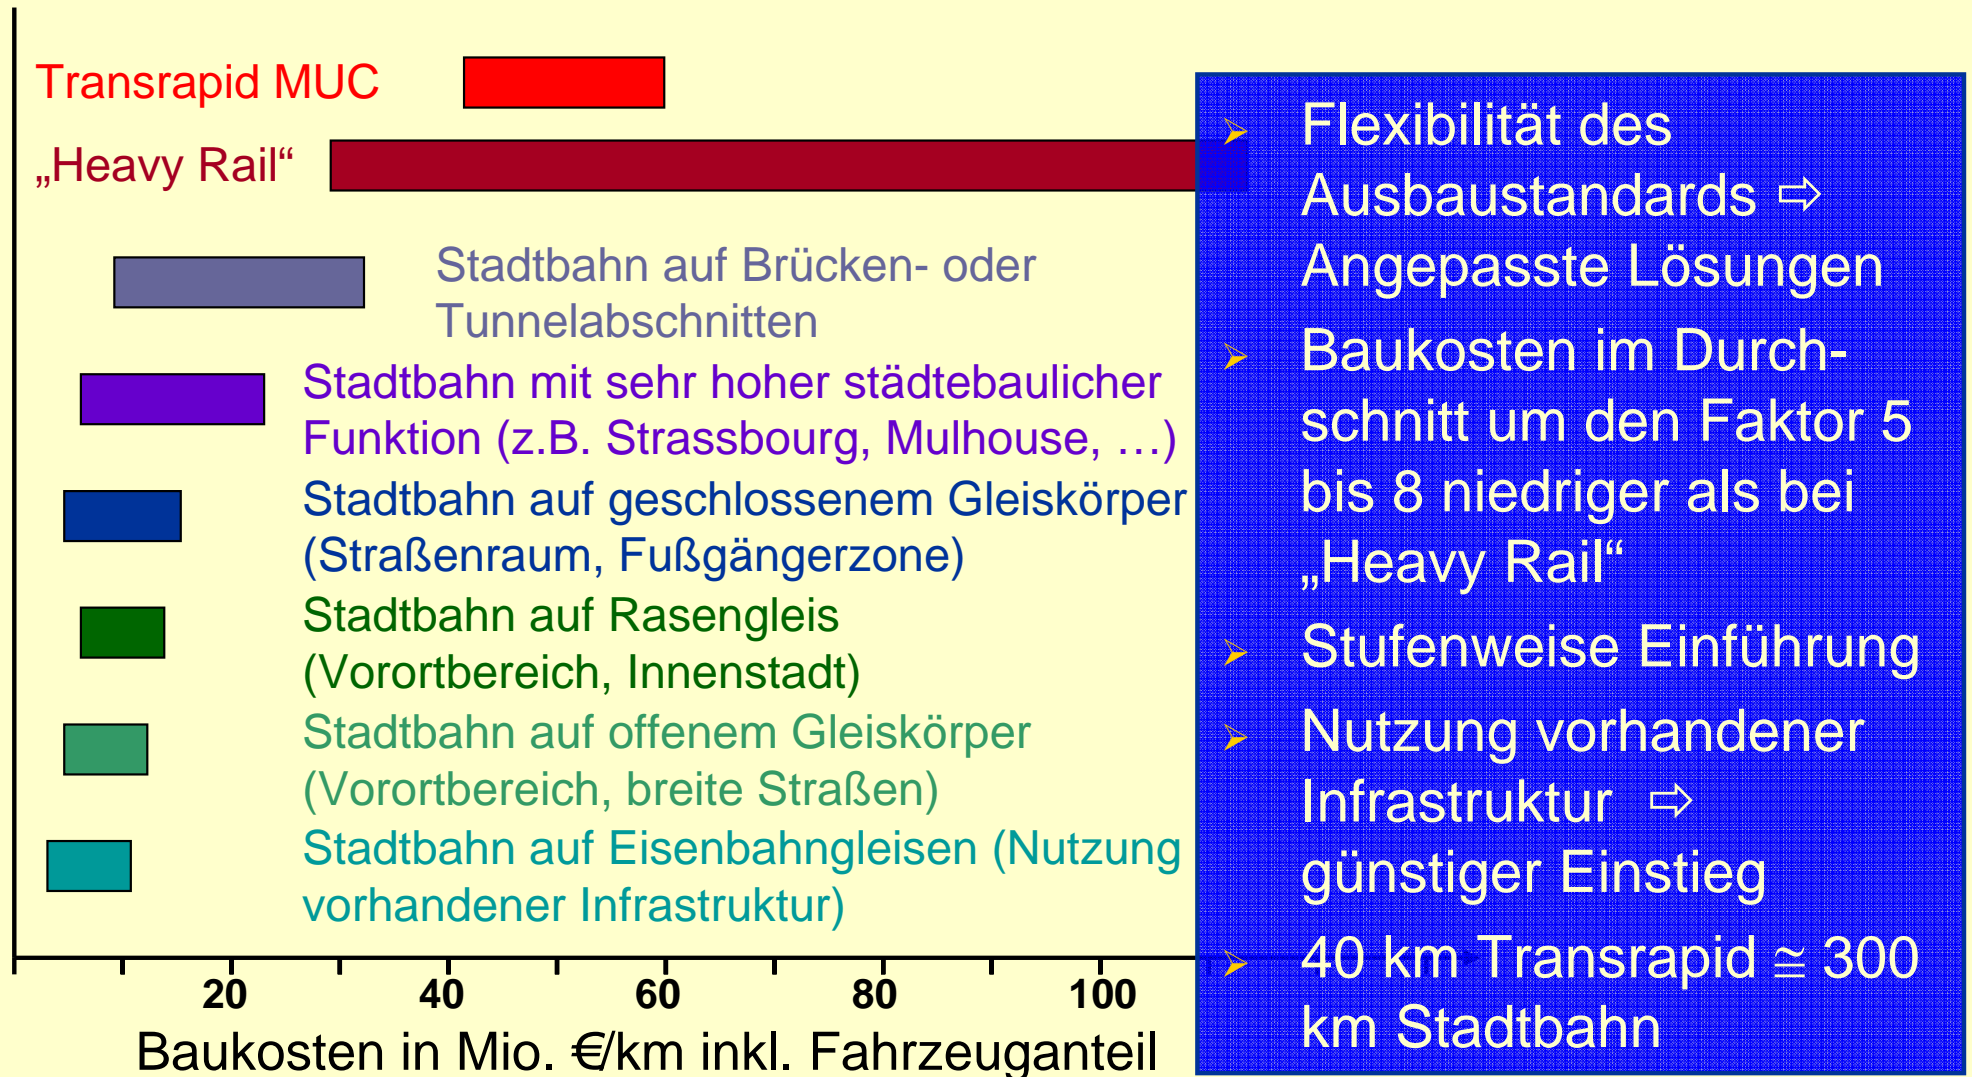 Transrapid MUC
„Heavy Rail“
Stadtbahn auf Brücken- oder
Tunnelabschnitten
Stadtbahn mit sehr hoher städtebaulicher
Funktion (z.B. Strassbourg, Mulhouse, …)
Stadtbahn auf geschlossenem Gleiskörper
(Straßenraum, Fußgängerzone)
Stadtbahn auf Rasengleis
(Vorortbereich, Innenstadt)
Stadtbahn auf offenem Gleiskörper
(Vorortbereich, breite Straßen)
Stadtbahn auf Eisenbahngleisen (Nutzung
vorhandener Infrastruktur)
20 40 60 80 100
Baukosten in Mio. €/km inkl. Fahrzeuganteil
➢ Flexibilität des
Ausbaustandards ⇨
Angepasste Lösungen
➢ Baukosten im Durch-
schnitt um den Faktor 5
bis 8 niedriger als bei
„Heavy Rail“
➢ Stufenweise Einführung
➢ Nutzung vorhandener
Infrastruktur ⇨
günstiger Einstieg
➢ 40 km Transrapid ≅ 300
km Stadtbahn